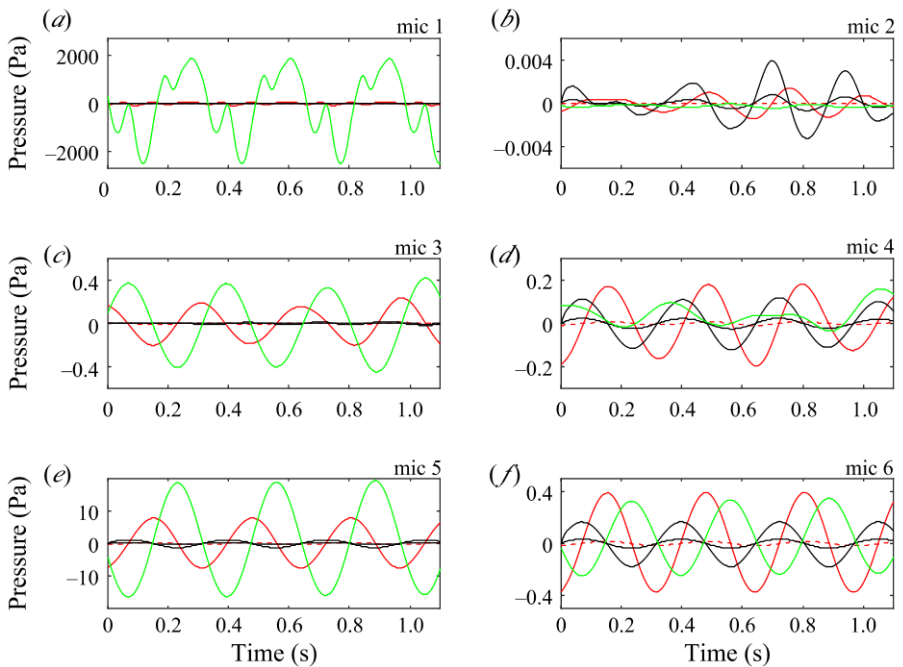 (a) mic 1 (b) mic 2
Pressure (Pa) 2000 0 −2000 0.004 0 −0.004
0 0.2 0.4 0.6 0.8 1.0 0 0.2 0.4 0.6 0.8 1.0
(c) mic 3 (d) mic 4
Pressure (Pa) 0.4 0 −0.4 0.2 0 −0.2
0 0.2 0.4 0.6 0.8 1.0 0 0.2 0.4 0.6 0.8 1.0
(e) mic 5 (f) mic 6
Pressure (Pa) 10 0 −10 0.4 0 −0.4
0 0.2 0.4 0.6 0.8 1.0 0 0.2 0.4 0.6 0.8 1.0
Time (s) Time (s)